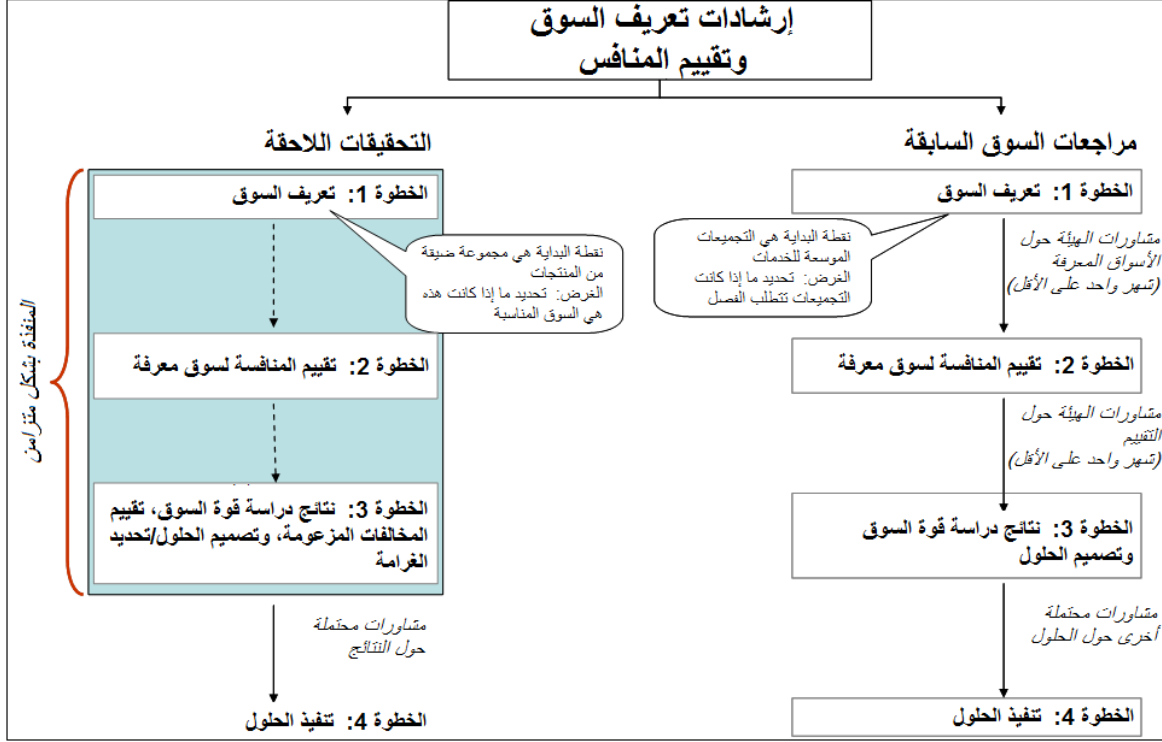 إرشادات تعريف السوق
وتقييم المنافس
مراجعات السوق السابقة
الخطوة 1: تعريف السوق
نقطة البداية هي التجميعات
الموسعة للخدمات
الغرض: تحديد ما إذا كانت
التجميعات تتطلب الفصل
مشاورات الهيئة حول
الأسواق المعرفة
(شهر واحد على الأقل)
الخطوة 2: تقييم المنافسة لسوق معرفة
مشاورات الهيئة حول
التقييم
(شهر واحد على الأقل)
الخطوة 3: نتائج دراسة قوة السوق
وتصميم الحلول
مشاورات محتملة
أخرى حول الحلول
الخطوة 4: تنفيذ الحلول
التحقيقات اللاحقة
الخطوة 1: تعريف السوق
نقطة البداية هي مجموعة ضيقة
من المنتجات
الغرض: تحديد ما إذا كانت هذه
هي السوق المناسبة
الخطوة 2: تقييم المنافسة لسوق معرفة
الخطوة 3: نتائج دراسة قوة السوق، تقييم
المخالفات المزعومة، وتصميم الحلول/تحديد
الغرامة
المنفذة بشكل متزامن
مشاورات محتملة
حول النتائج
الخطوة 4: تنفيذ الحلول